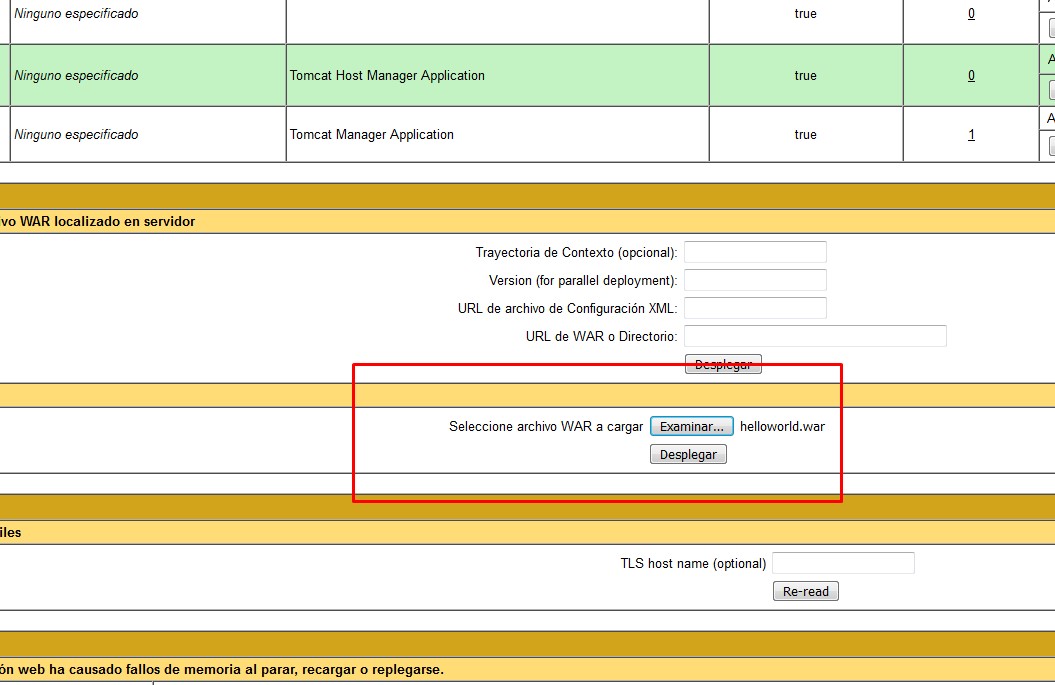 Ninguno especificado true 0
Ninguno especificado Tomcat Host Manager Application true 0
Ninguno especificado Tomcat Manager Application true 1
WAR localizado en servidor
Trayectoria de Contexto (opcional):
Version (for parallel deployment):
URL de archivo de Configuración XML:
URL de WAR o Directorio:
Desplegar
Seleccione archivo WAR a cargar Examinar... helloworld.war
Desplegar
TLS host name (optional)
Re-read
web ha causado fallos de memoria al parar, recargar o replegarse.